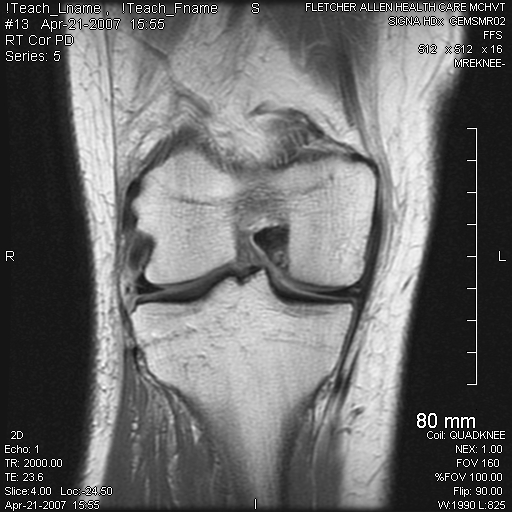 !Teach_Lname , !Teach_Fname
#13 Apr-21-2007 15:55
RT Cor PD
Series: 5
S
FLETCHER ALLEN HEALTH CARE MCHVT
SIGNA HDx GEMSMR02
FFS
512 x 512 x 16
MREKNEE-
R
L
80 mm
2D
Echo: 1
TR: 2000.00
TE: 23.6
Slice:4.00 Loc:-24.50
Apr-21-2007 15:55
I
Coil: QUADKNEE
NEX: 1.00
FOV 160
%FOV 100.00
Flip: 90.00
W:1990 L:825